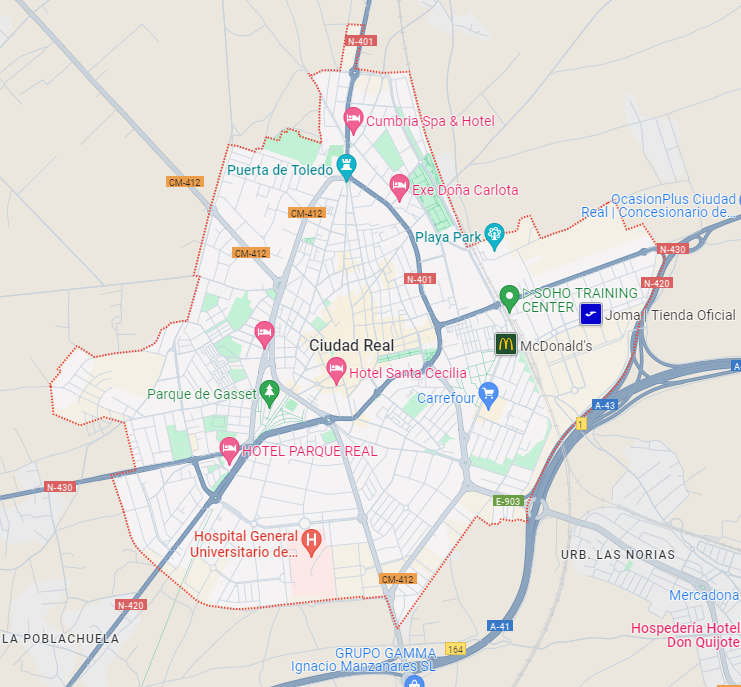 N-401
Cumbria Spa & Hotel
Puerta de Toledo
CM-412
Exe Doña Carlota
OcasionPlus Ciudad
Real | Concesionario de...
CM-412
Playa Park
CM-412
N-430
N-401
N-420
SOHO TRAINING
CENTER
Joma | Tienda Oficial
Ciudad Real
McDonald's
Hotel Santa Cecilia
A
Parque de Gasset
Carrefour
A-43
1
HOTEL PARQUE REAL
N-430
E-903
Hospital General
Universitario de...
H
URB. LAS NORIAS
CM-412
Mercadona
N-420
A-41
Hospedería Hotel
Don Quijote
LA POBLACHUELA
GRUPO GAMMA
Ignacio Manzanares SL
164